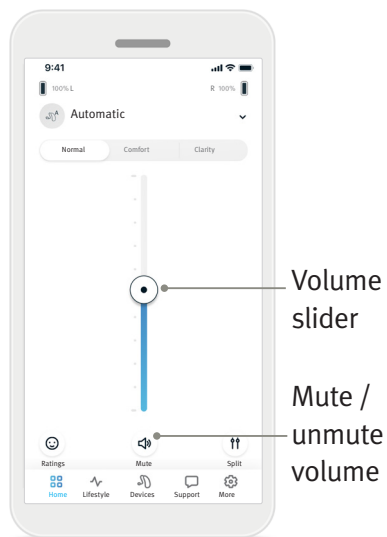 9:41
100% L
R 100%
A
Automatic
Normal Comfort Clarity
Volume
slider
Mute /
unmute
volume
Ratings Mute Split
Home Lifestyle Devices Support More